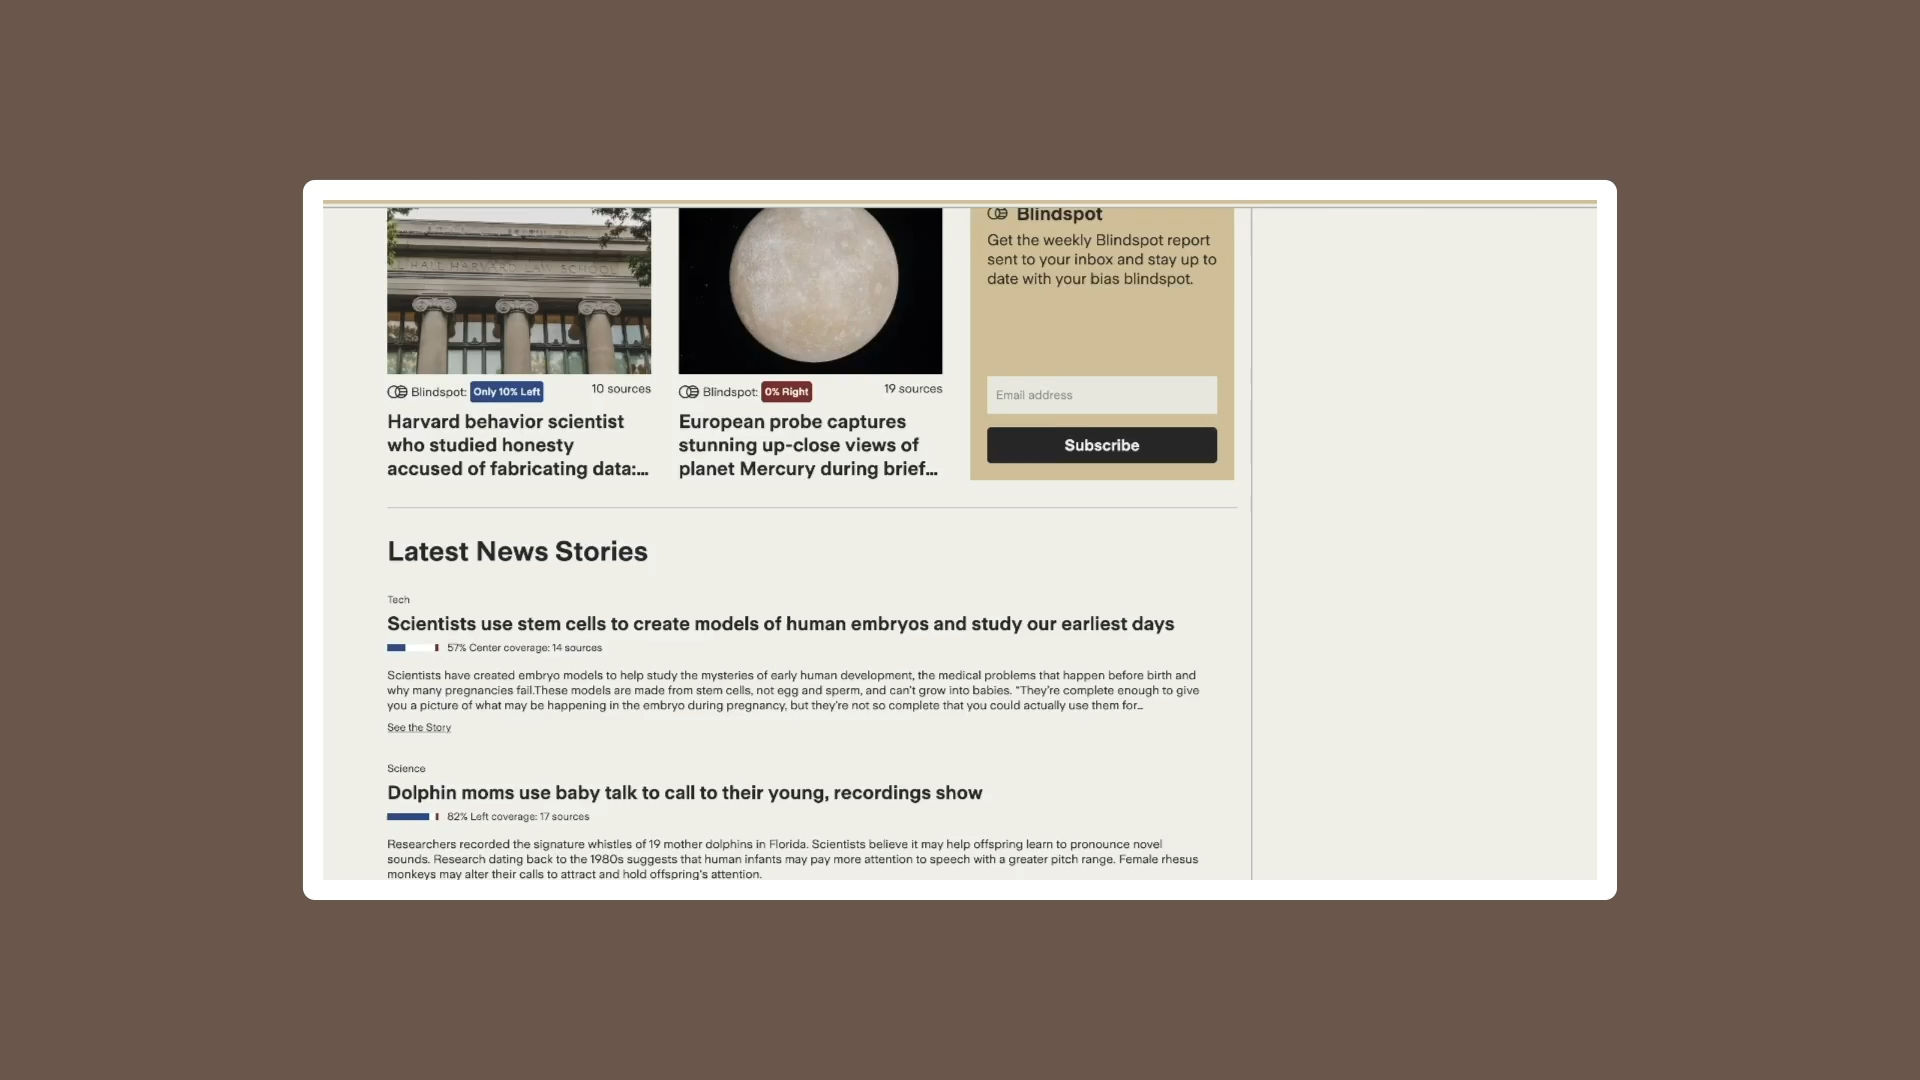 HALL HARVARD LAW SCHOOL
Blindspot: Only 10% Left
10 sources
Harvard behavior scientist
who studied honesty
accused of fabricating data:...
Blindspot: 0% Right
19 sources
European probe captures
stunning up-close views of
planet Mercury during brief...
Blindspot
Get the weekly Blindspot report
sent to your inbox and stay up to
date with your bias blindspot.
Email address
Subscribe
Latest News Stories
Tech
Scientists use stem cells to create models of human embryos and study our earliest days
57% Center coverage: 14 sources
Scientists have created embryo models to help study the mysteries of early human development, the medical problems that happen before birth and
why many pregnancies fail.These models are made from stem cells, not egg and sperm, and can't grow into babies. "They're complete enough to give
you a picture of what may be happening in the embryo during pregnancy, but they're not so complete that you could actually use them for...
See the Story
Science
Dolphin moms use baby talk to call to their young, recordings show
82% Left coverage: 17 sources
Researchers recorded the signature whistles of 19 mother dolphins in Florida. Scientists believe it may help offspring learn to pronounce novel
sounds. Research dating back to the 1980s suggests that human infants may pay more attention to speech with a greater pitch range. Female rhesus
monkeys may alter their calls to attract and hold offspring's attention.